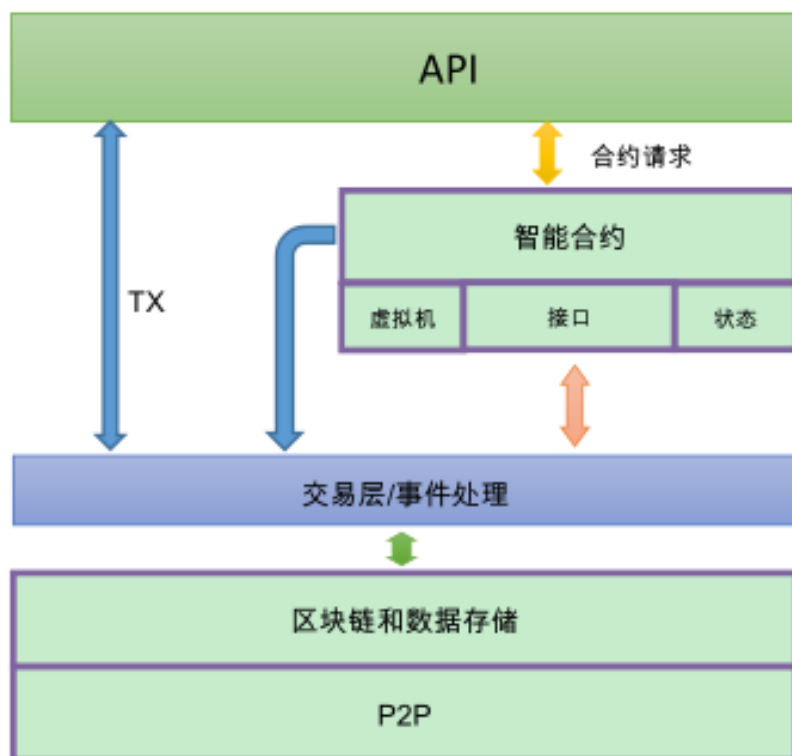 API
合约请求
智能合约
TX
虚拟机
接口
状态
交易层/事件处理
区块链和数据存储
P2P